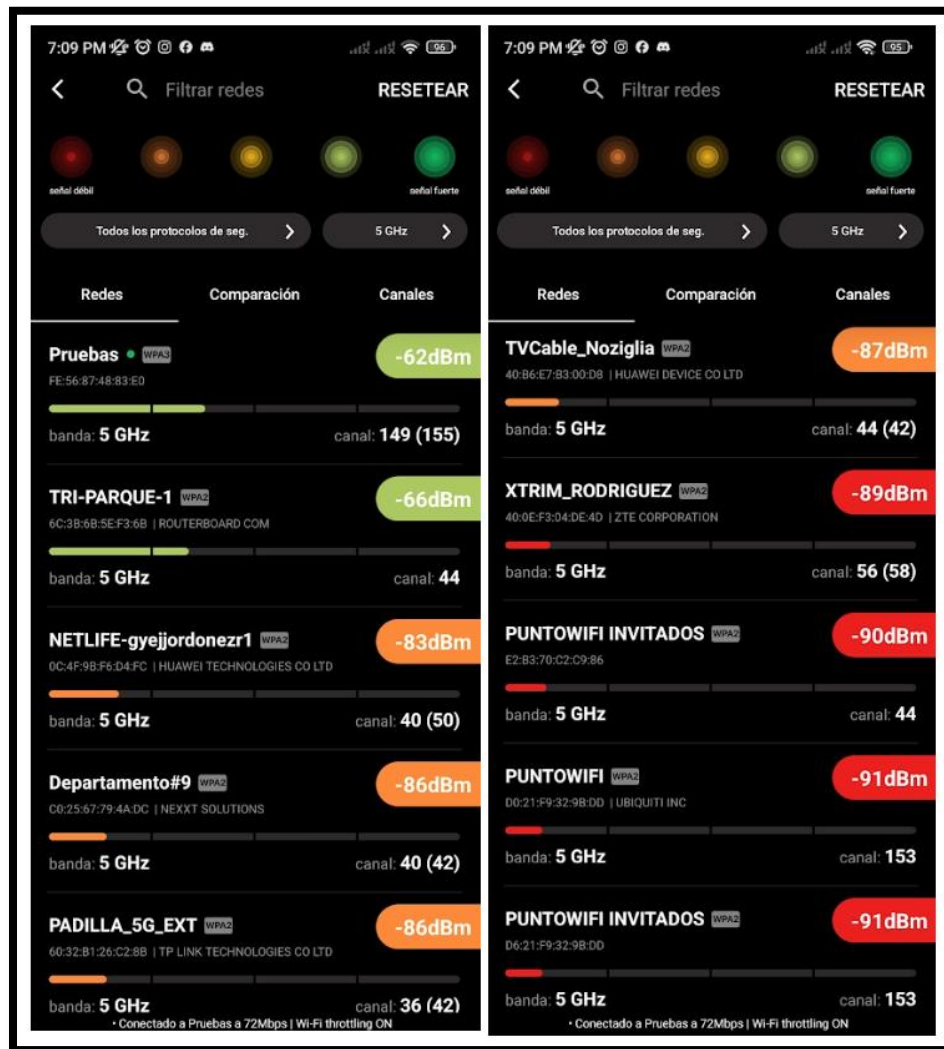 7:09 PM
96
Filtrar redes
RESETEAR
señal débil
señal fuerte
Todos los protocolos de seg.
5 GHz
Redes
Comparación
Canales
Pruebas WPA3
-62dBm
FE:56:87:48:83:E0
banda: 5 GHz
canal: 149 (155)
TRI-PARQUE-1 WPA2
-66dBm
6C:3B:6B:5E:F3:6B | ROUTERBOARD COM
banda: 5 GHz
canal: 44
NETLIFE-gyejjordonezr1 WPA2
-83dBm
0C:4F:9B:F6:D4:FC | HUAWEI TECHNOLOGIES CO LTD
banda: 5 GHz
canal: 40 (50)
Departamento#9 WPA2
-86dBm
C0:25:67:79:4A:DC | NEXXT SOLUTIONS
banda: 5 GHz
canal: 40 (42)
PADILLA_5G_EXT WPA2
-86dBm
60:32:B1:26:C2:8B | TP LINK TECHNOLOGIES CO LTD
banda: 5 GHz
canal: 36 (42)
• Conectado a Pruebas a 72Mbps | Wi-Fi throttling ON
7:09 PM
95
Filtrar redes
RESETEAR
señal débil
señal fuerte
Todos los protocolos de seg.
5 GHz
Redes
Comparación
Canales
TVCable_Noziglia WPA2
-87dBm
40:B6:E7:B3:00:D8 | HUAWEI DEVICE CO LTD
banda: 5 GHz
canal: 44 (42)
XTRIM_RODRIGUEZ WPA2
-89dBm
40:0E:F3:04:DE:4D | ZTE CORPORATION
banda: 5 GHz
canal: 56 (58)
PUNTOWIFI INVITADOS WPA2
-90dBm
E2:B3:70:C2:C9:86
banda: 5 GHz
canal: 44
PUNTOWIFI WPA2
-91dBm
D0:21:F9:32:9B:DD | UBIQUITI INC
banda: 5 GHz
canal: 153
PUNTOWIFI INVITADOS WPA2
-91dBm
D6:21:F9:32:9B:DD
banda: 5 GHz
canal: 153
• Conectado a Pruebas a 72Mbps | Wi-Fi throttling ON